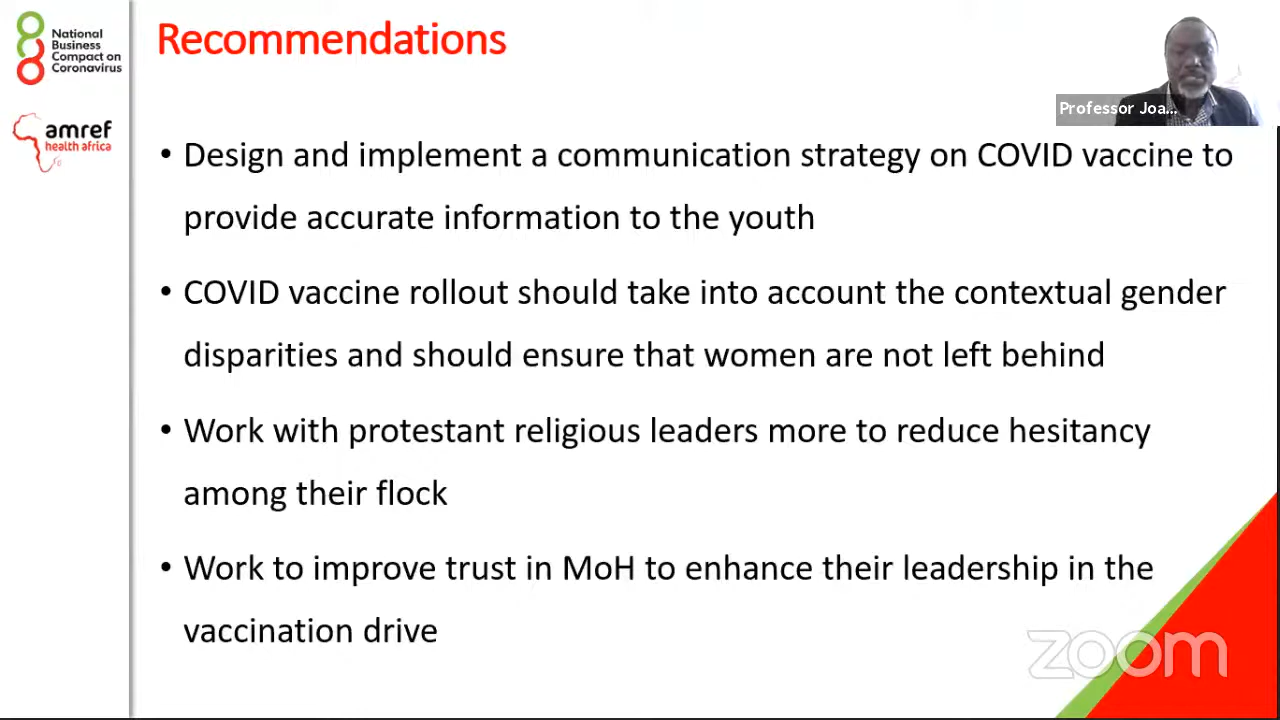 National
Business
Compact on
Coronavirus
amref
health africa
Recommendations
Professor Joa...
• Design and implement a communication strategy on COVID vaccine to
provide accurate information to the youth
• COVID vaccine rollout should take into account the contextual gender
disparities and should ensure that women are not left behind
• Work with protestant religious leaders more to reduce hesitancy
among their flock
• Work to improve trust in MoH to enhance their leadership in the
vaccination drive
zoom